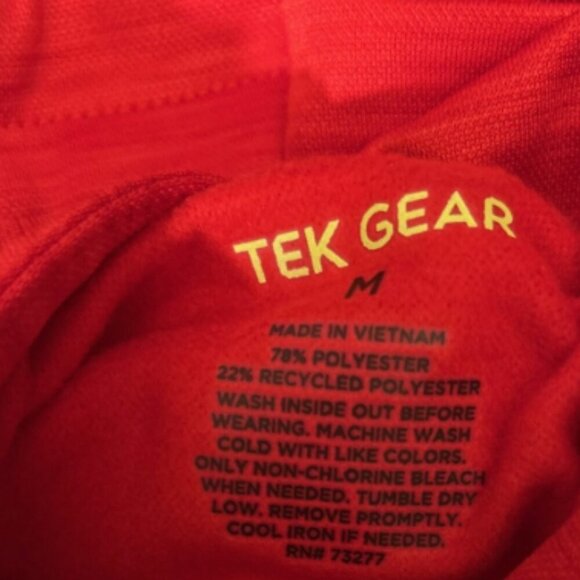 TEK GEAR
M
MADE IN VIETNAM
78% POLYESTER
22% RECYCLED POLYESTER
WASH INSIDE OUT BEFORE
WEARING. MACHINE WASH
COLD WITH LIKE COLORS.
ONLY NON-CHLORINE BLEACH
WHEN NEEDED. TUMBLE DRY
LOW. REMOVE PROMPTLY.
COOL IRON IF NEEDED.
RN# 73277